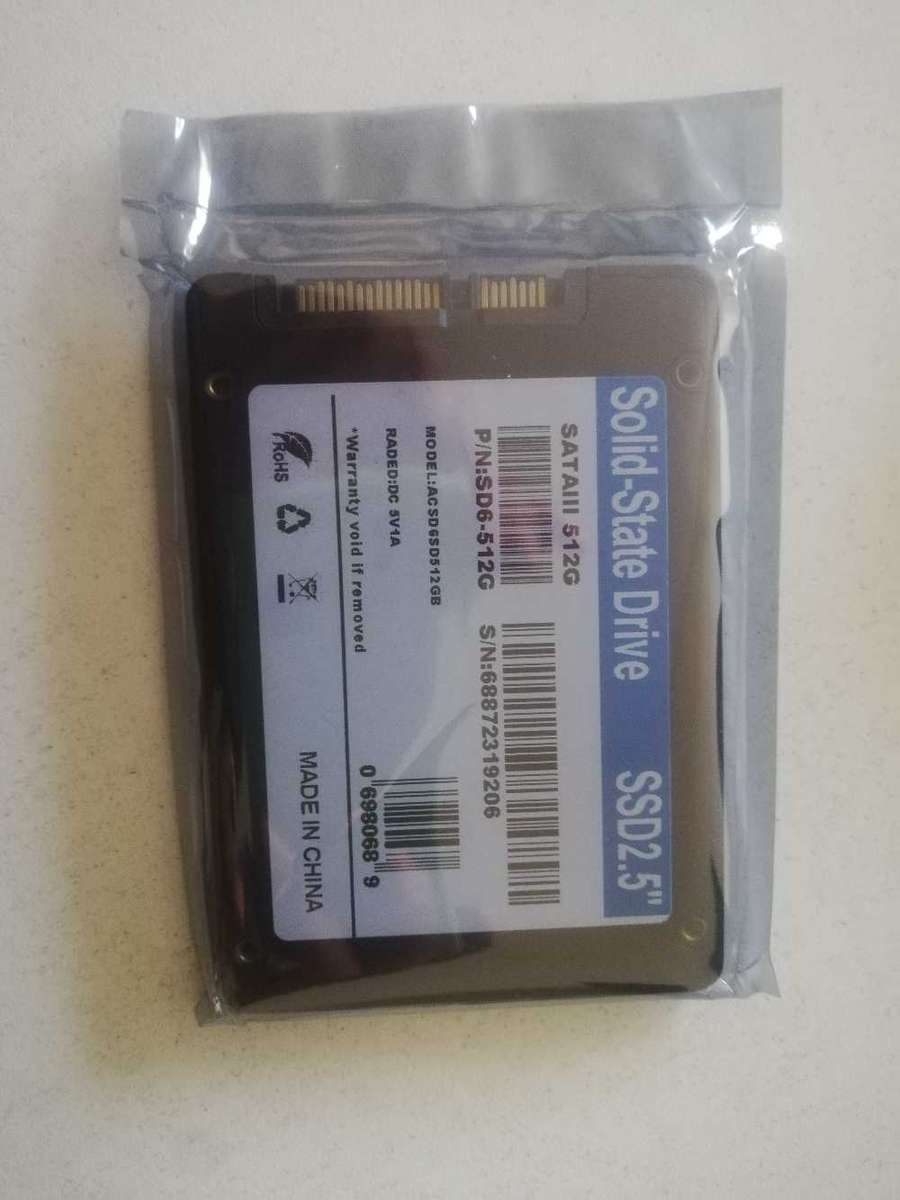 Solid-State Drive SSD2.5"
SATAIII 512G
P/N:SD6-512G
S/N:68872319206
MODEL:ACSD6SD512GB
RADED:DC 5V1A
*Warranty void if removed
0 698068 9
RoHS
MADE IN CHINA